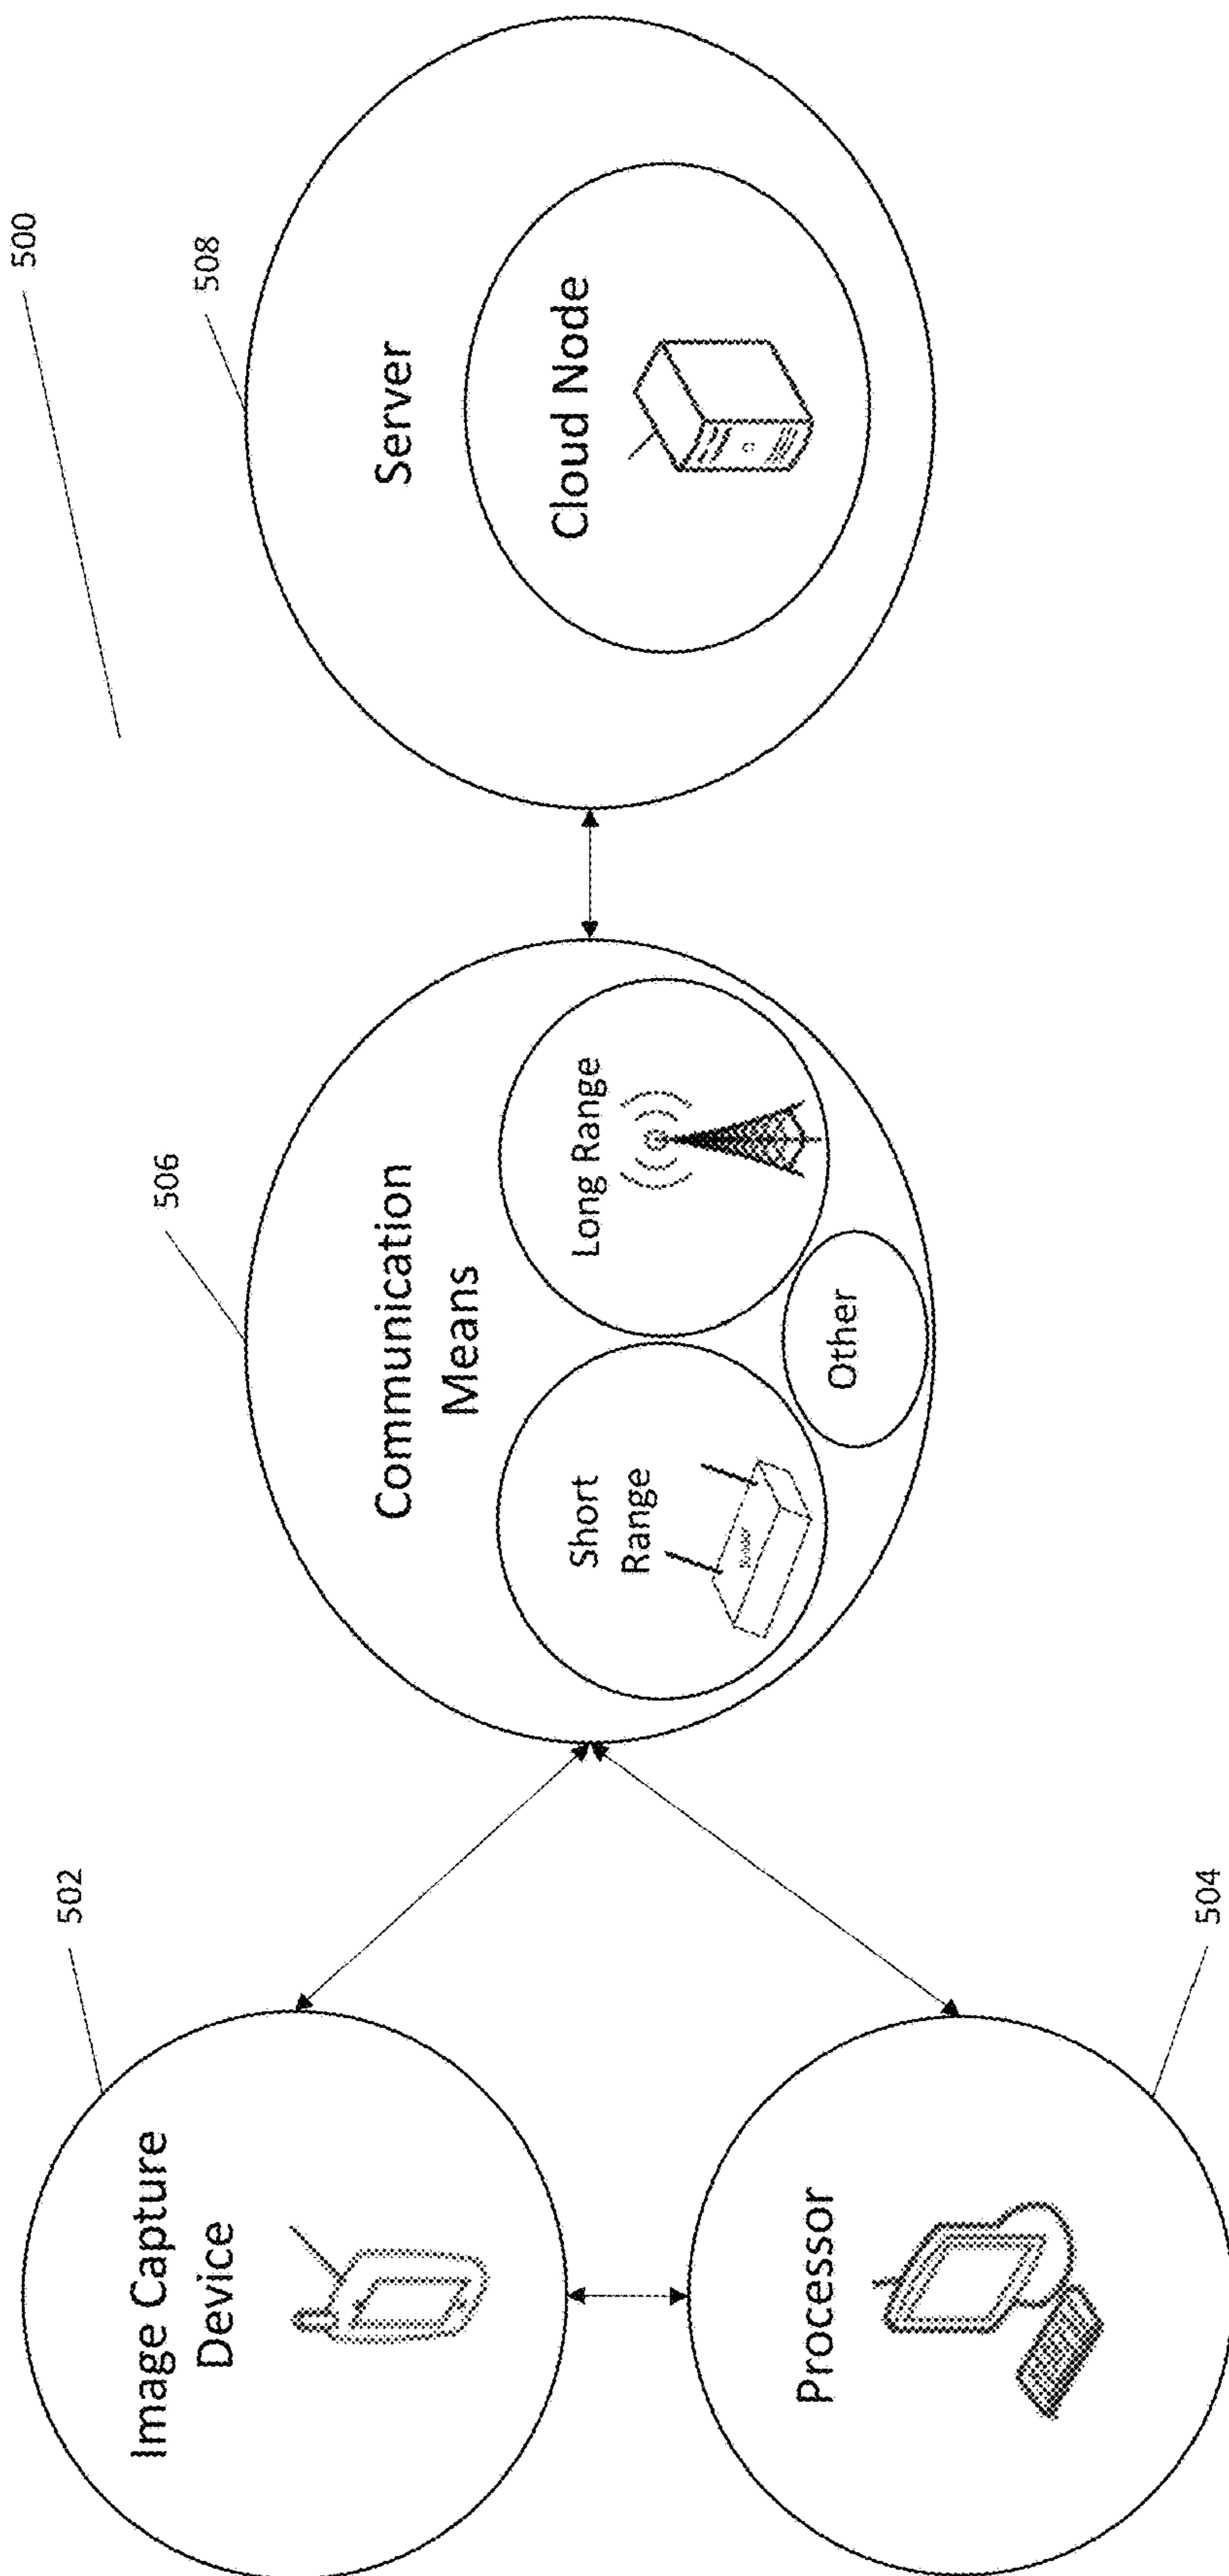 500
502
Image Capture
Device
504
Processor
506
Communication
Means
Short
Range
Long Range
Other
508
Server
Cloud Node